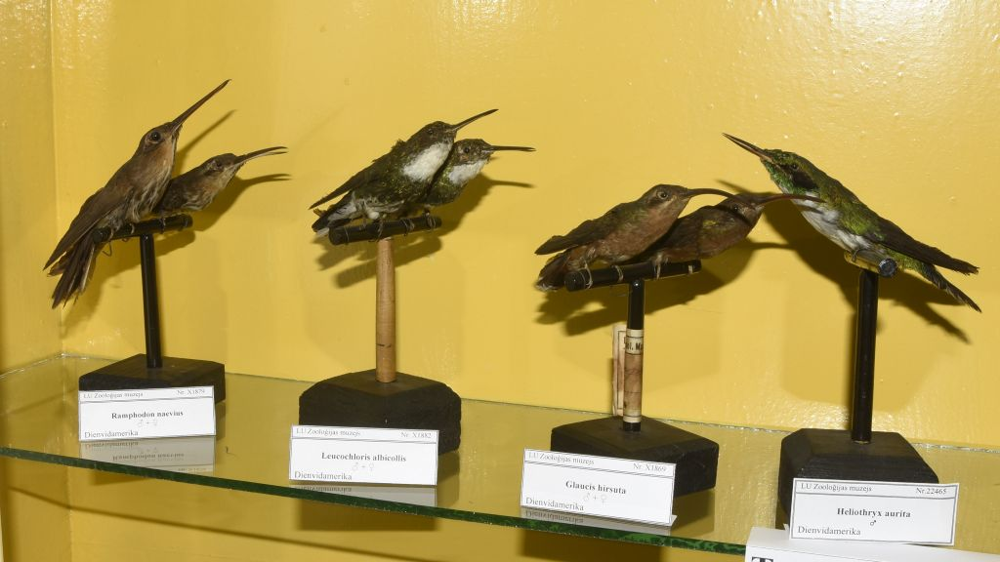 LU Zooloģijas muzejs Nr. X1879
Ramphodon naevius
♂ + ♀
Dienvidamerika
LU Zooloģijas muzejs Nr. X1882
Leucochloris albicollis
♂ + ♀
Dienvidamerika
LU Zooloģijas muzejs Nr. X1869
Glaucis hirsuta
♂ + ♀
Dienvidamerika
LU Zooloģijas muzejs Nr.22465
Heliothryx aurita
♂
Dienvidamerika